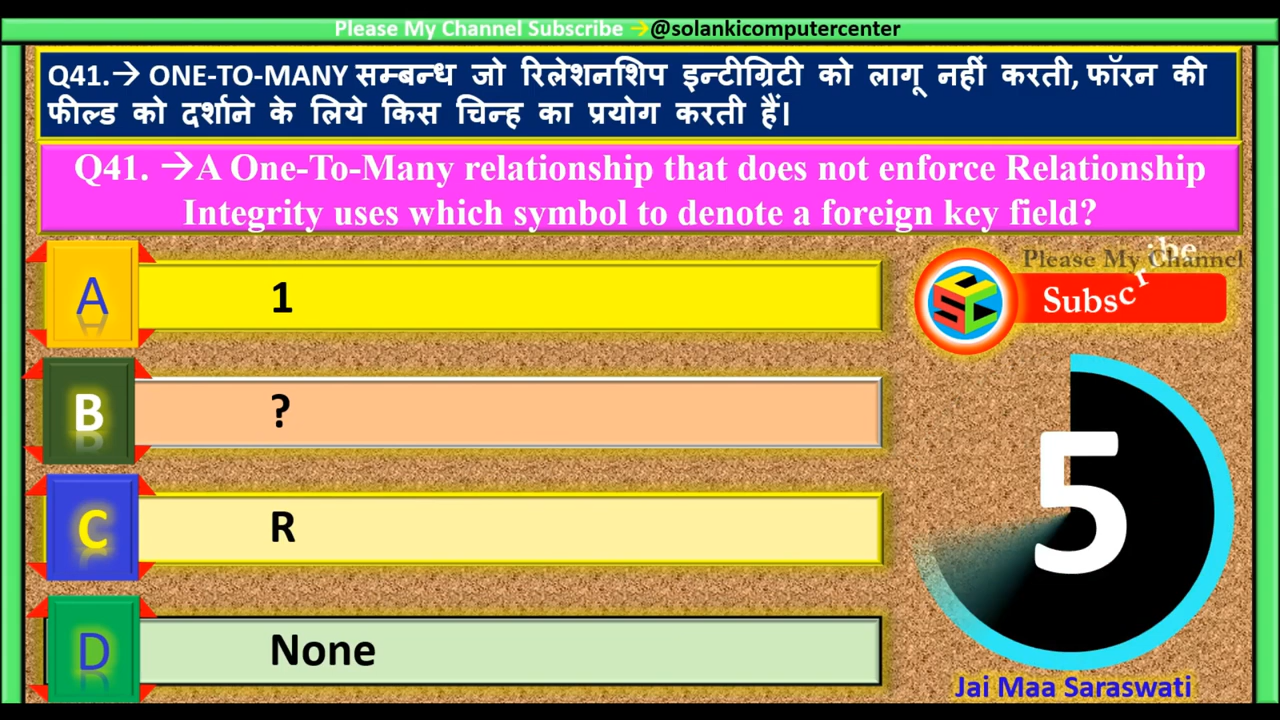 Please My Channel Subscribe →@solankicomputercenter
Q41.→ ONE-TO-MANY सम्बन्ध जो रिलेशनशिप इन्टीग्रिटी को लागू नहीं करती, फॉरन की
फील्ड को दर्शाने के लिये किस चिन्ह का प्रयोग करती हैं।
Q41. →A One-To-Many relationship that does not enforce Relationship
Integrity uses which symbol to denote a foreign key field?
A 1
Please My Channel
Subscribe
B ?
C R
5
D None
Jai Maa Saraswati